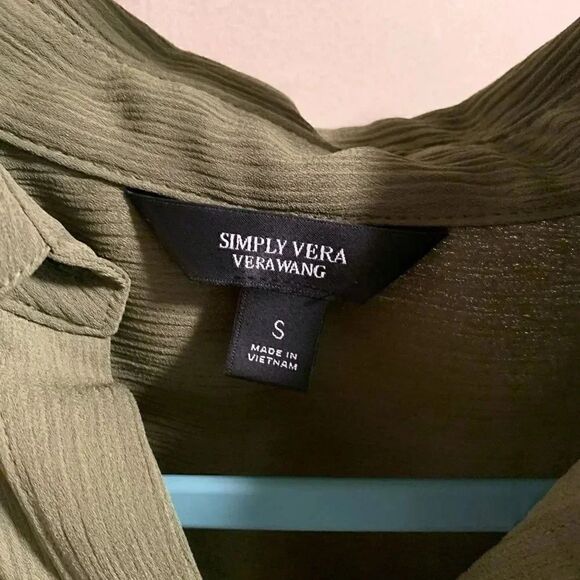 SIMPLY VERA
VERAWANG
S
MADE IN
VIETNAM